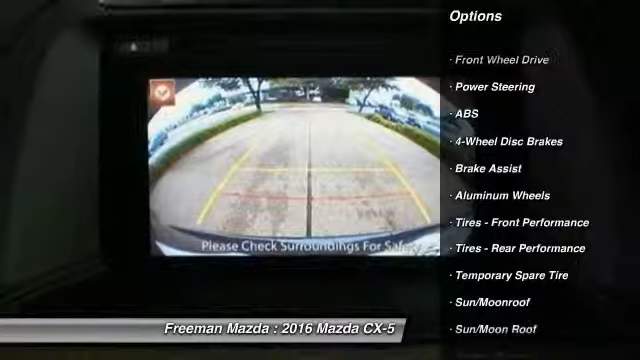 Options
· Front Wheel Drive
· Power Steering
· ABS
· 4-Wheel Disc Brakes
· Brake Assist
· Aluminum Wheels
· Tires - Front Performance
· Tires - Rear Performance
· Temporary Spare Tire
· Sun/Moonroof
· Sun/Moon Roof
Please Check Surroundings For
Freeman Mazda : 2016 Mazda CX-5